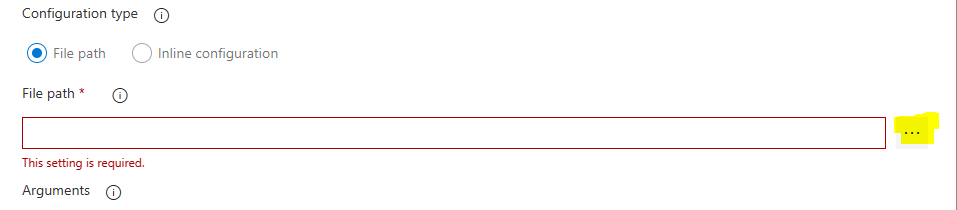 Configuration type
File path
Inline configuration
File path *
...
This setting is required.
Arguments